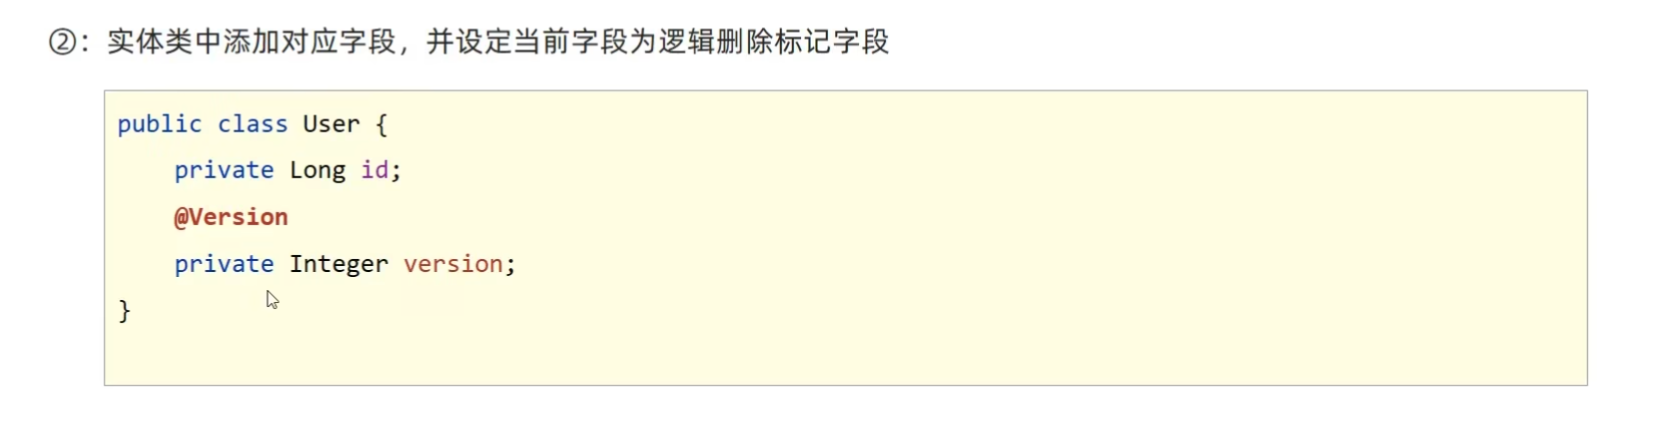 ②：实体类中添加对应字段，并设定当前字段为逻辑删除标记字段
public class User {
    private Long id;
    @Version
    private Integer version;
}